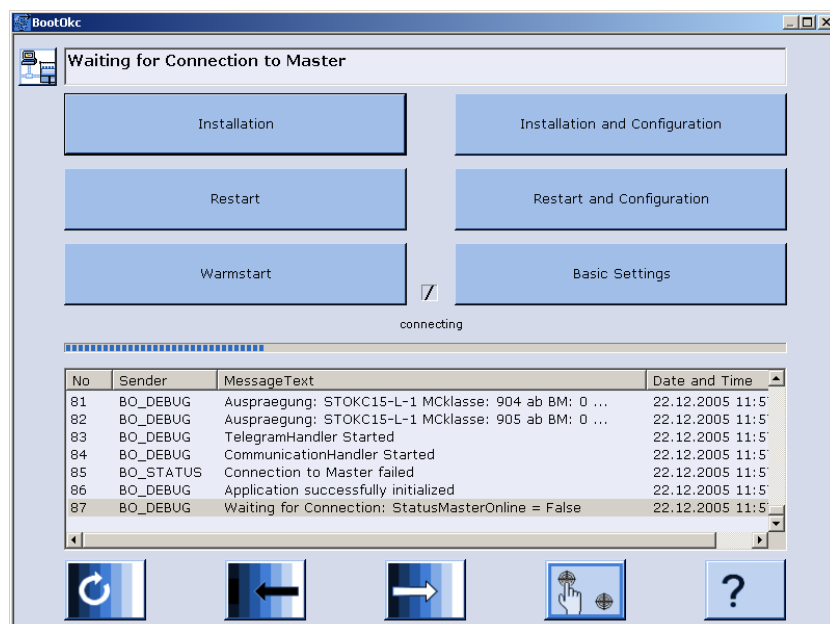 BootOkc
Waiting for Connection to Master
Installation
Installation and Configuration
Restart
Restart and Configuration
Warmstart
Basic Settings
connecting
No Sender MessageText Date and Time
81 BO_DEBUG Auspraegung: STOKC15-L-1 MCklasse: 904 ab BM: 0 ... 22.12.2005 11:5
82 BO_DEBUG Auspraegung: STOKC15-L-1 MCklasse: 905 ab BM: 0 ... 22.12.2005 11:5
83 BO_DEBUG TelegramHandler Started 22.12.2005 11:5
84 BO_DEBUG CommunicationHandler Started 22.12.2005 11:5
85 BO_STATUS Connection to Master failed 22.12.2005 11:5
86 BO_DEBUG Application successfully initialized 22.12.2005 11:5
87 BO_DEBUG Waiting for Connection: StatusMasterOnline = False 22.12.2005 11:5
?